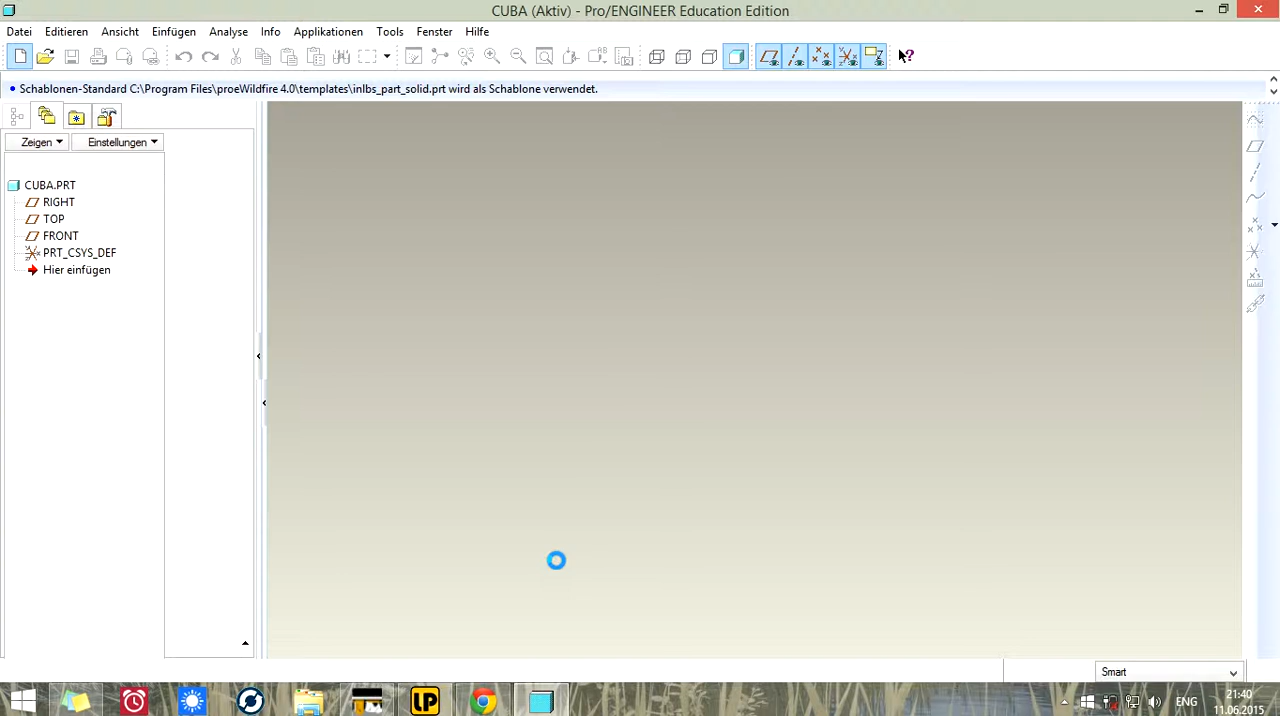 CUBA (Aktiv) - Pro/ENGINEER Education Edition
Datei Editieren Ansicht Einfügen Analyse Info Applikationen Tools Fenster Hilfe
Schablonen-Standard C:\Program Files\proeWildfire 4.0\templates\inlbs_part_solid.prt wird als Schablone verwendet.
Zeigen Einstellungen
CUBA.PRT
RIGHT
TOP
FRONT
PRT_CSYS_DEF
Hier einfügen
Smart
LP
ENG
21:40
11.06.2015